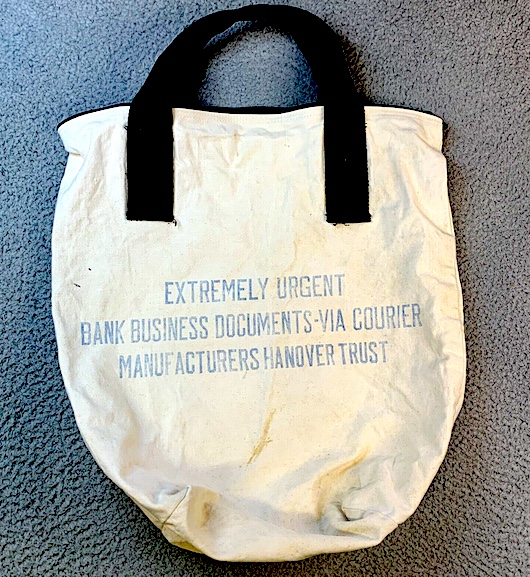 EXTREMELY URGENT
BANK BUSINESS DOCUMENTS-VIA COURIER
MANUFACTURERS HANOVER TRUST